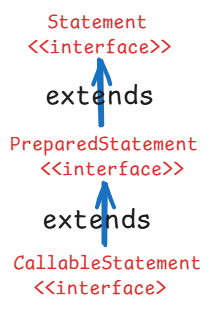 Statement
<<interface>>
extends
PreparedStatement
<<interface>>
extends
CallableStatement
<<interface>